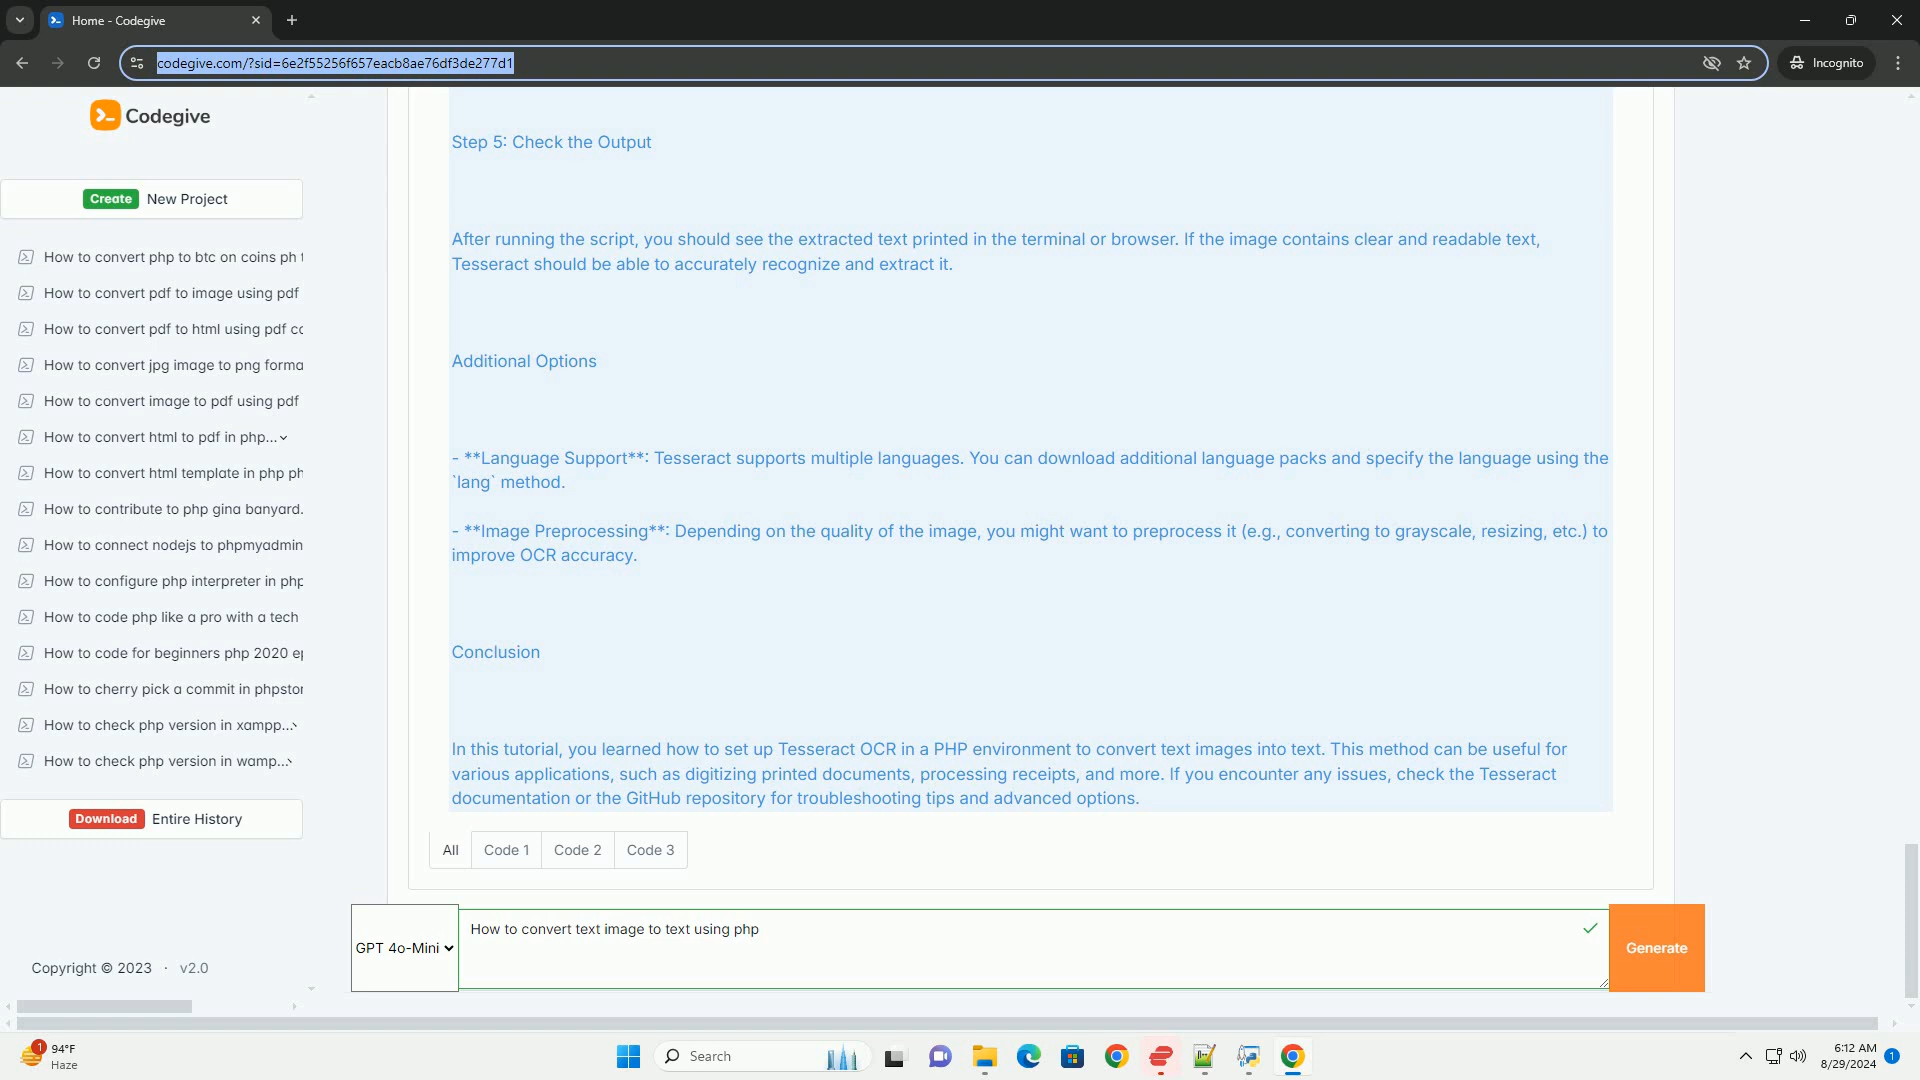 Home - Codegive
codegive.com/?sid=6e2f55256f657eacb8ae76df3de277d1
Incognito
Codegive
Create New Project
How to convert php to btc on coins ph t
How to convert pdf to image using pdf
How to convert pdf to html using pdf co
How to convert jpg image to png forma
How to convert image to pdf using pdf
How to convert html to pdf in php...
How to convert html template in php ph
How to contribute to php gina banyard.
How to connect nodejs to phpmyadmin
How to configure php interpreter in php
How to code php like a pro with a tech
How to code for beginners php 2020 ep
How to cherry pick a commit in phpstor
How to check php version in xampp...
How to check php version in wamp...
Download Entire History
Copyright © 2023 · v2.0
Step 5: Check the Output
After running the script, you should see the extracted text printed in the terminal or browser. If the image contains clear and readable text,
Tesseract should be able to accurately recognize and extract it.
Additional Options
- **Language Support**: Tesseract supports multiple languages. You can download additional language packs and specify the language using the
`lang` method.
- **Image Preprocessing**: Depending on the quality of the image, you might want to preprocess it (e.g., converting to grayscale, resizing, etc.) to
improve OCR accuracy.
Conclusion
In this tutorial, you learned how to set up Tesseract OCR in a PHP environment to convert text images into text. This method can be useful for
various applications, such as digitizing printed documents, processing receipts, and more. If you encounter any issues, check the Tesseract
documentation or the GitHub repository for troubleshooting tips and advanced options.
All Code 1 Code 2 Code 3
GPT 4o-Mini
How to convert text image to text using php
Generate
1
94°F
Haze
Search
6:12 AM
8/29/2024
1